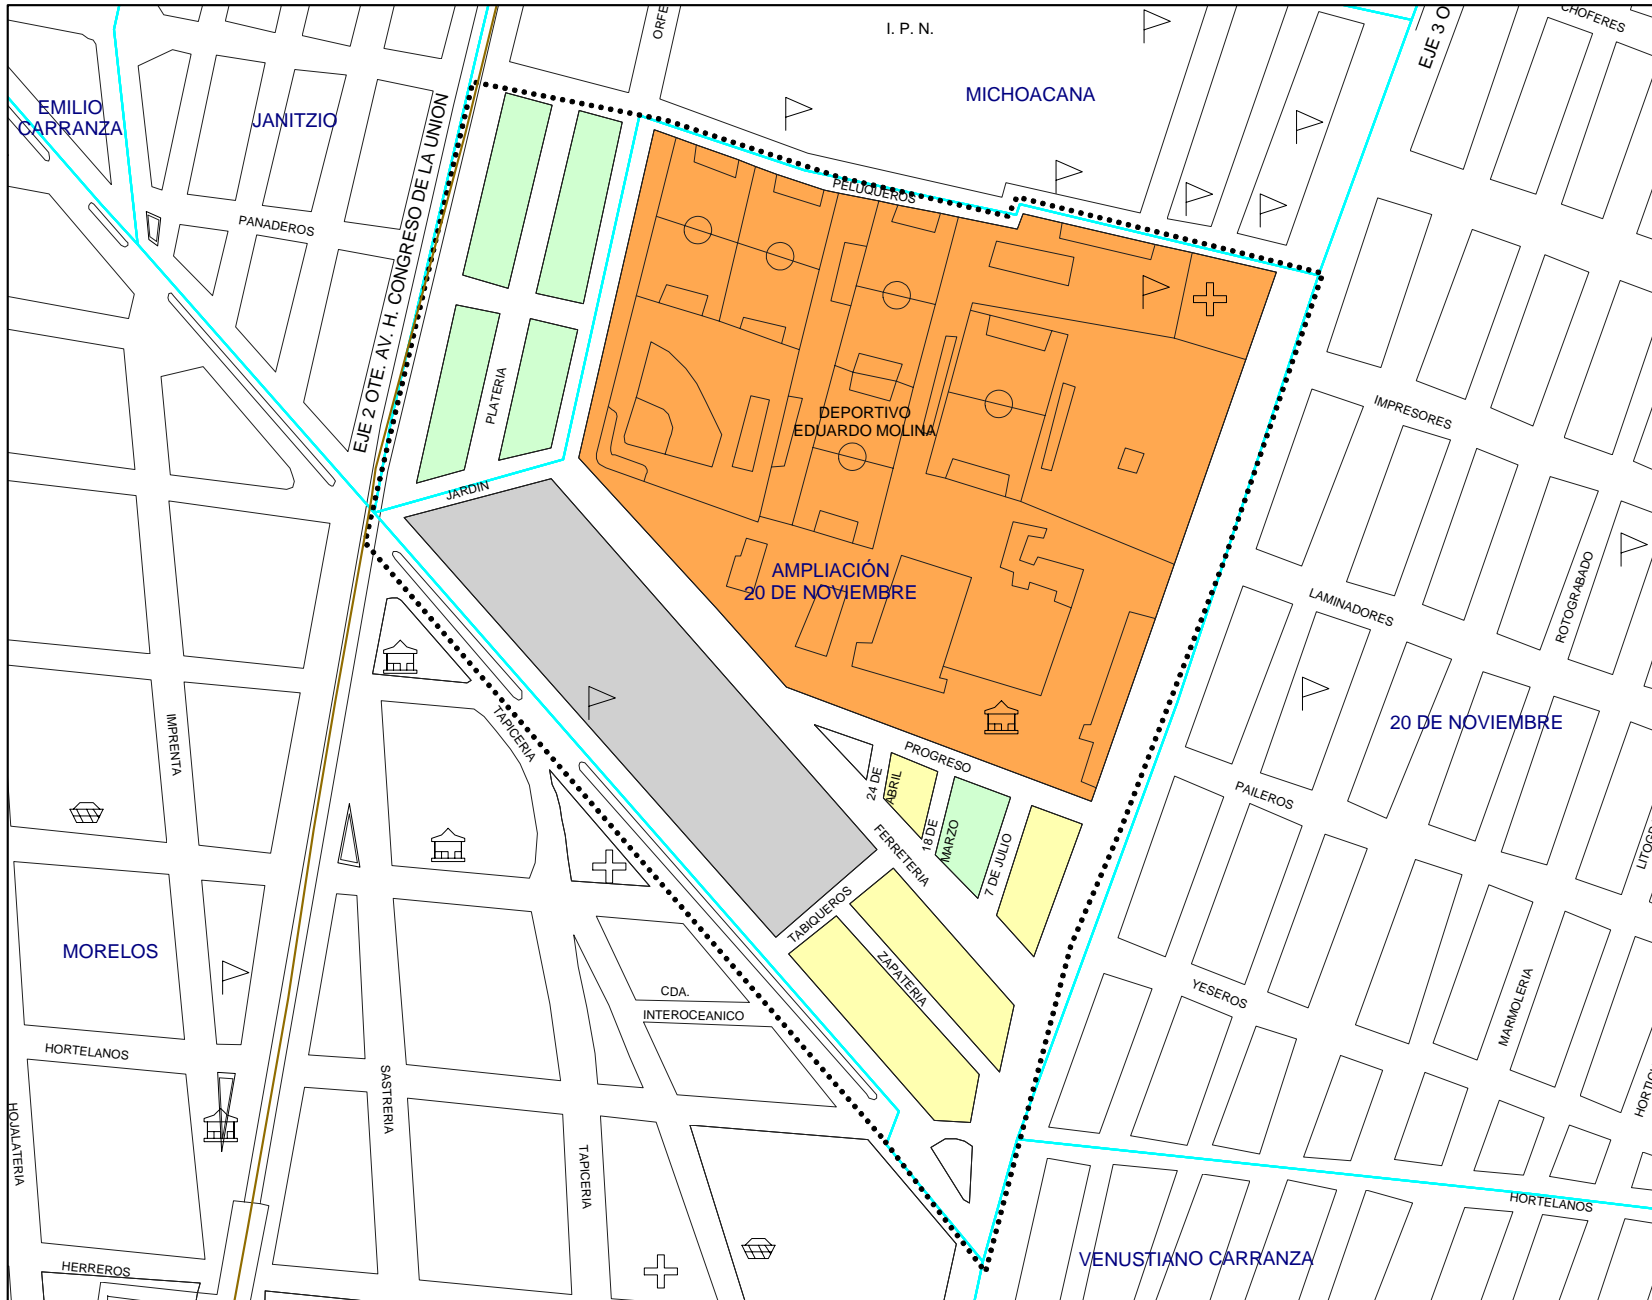 I. P. N.
MICHOACANA
CHOFERES
EJE 3 O
ORFE
EMILIO
CARRANZA
JANITZIO
PANADEROS
EJE 2 OTE. AV. H. CONGRESO DE LA UNION
PELUQUEROS
PLATERIA
JARDIN
DEPORTIVO
EDUARDO MOLINA
IMPRESORES
AMPLIACIÓN
20 DE NOVIEMBRE
LAMINADORES
ROTOGRABADO
20 DE NOVIEMBRE
IMPRENTA
TAPICERIA
PROGRESO
24 DE
ABRIL
18 DE
MARZO
7 DE JULIO
FERRETERIA
PAILEROS
LITOGR
TABIQUEROS
ZAPATERIA
MORELOS
CDA.
INTEROCEANICO
YESEROS
MARMOLERIA
HORTELANOS
SASTRERIA
HORTIC
HOJALATERIA
TAPICERIA
HORTELANOS
VENUSTIANO CARRANZA
HERREROS